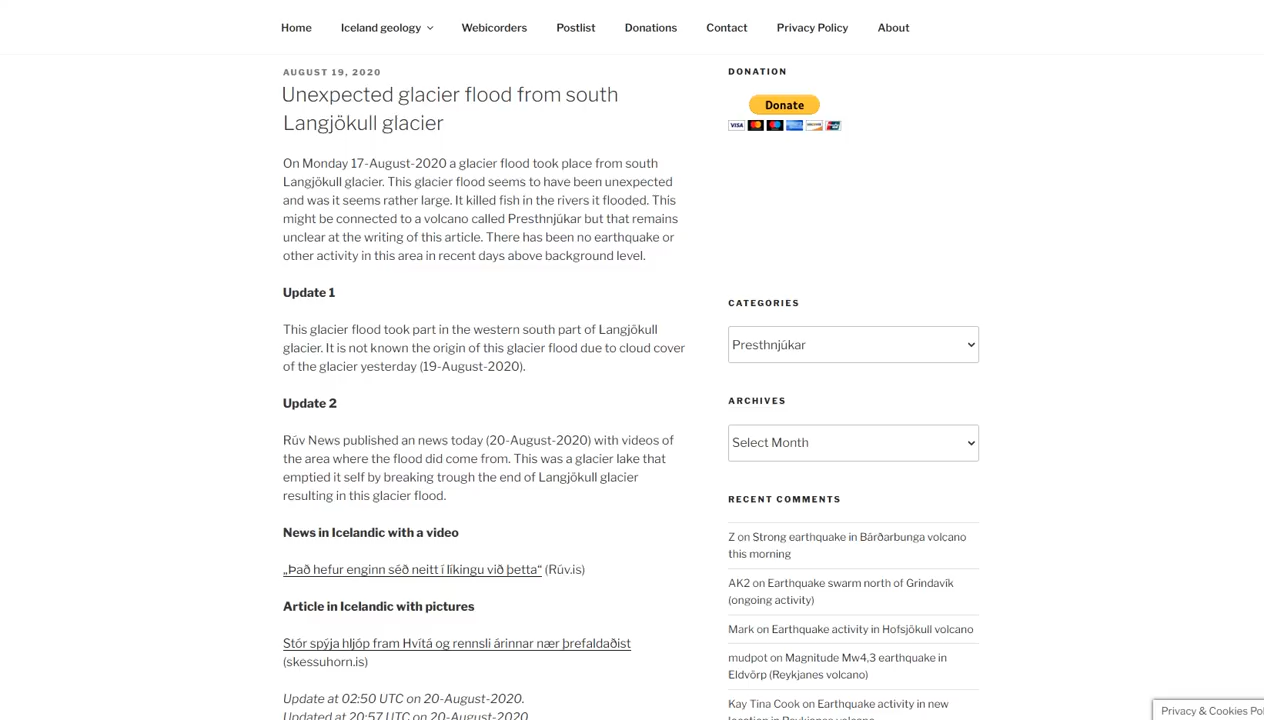 Home
Iceland geology
Webicorders
Postlist
Donations
Contact
Privacy Policy
About
AUGUST 19, 2020
Unexpected glacier flood from south
Langjökull glacier
On Monday 17-August-2020 a glacier flood took place from south
Langjökull glacier. This glacier flood seems to have been unexpected
and was it seems rather large. It killed fish in the rivers it flooded. This
might be connected to a volcano called Presthnjúkar but that remains
unclear at the writing of this article. There has been no earthquake or
other activity in this area in recent days above background level.
Update 1
This glacier flood took part in the western south part of Langjökull
glacier. It is not known the origin of this glacier flood due to cloud cover
of the glacier yesterday (19-August-2020).
Update 2
Rúv News published an news today (20-August-2020) with videos of
the area where the flood did come from. This was a glacier lake that
emptied it self by breaking trough the end of Langjökull glacier
resulting in this glacier flood.
News in Icelandic with a video
„Það hefur enginn séð neitt í líkingu við þetta“ (Rúv.is)
Article in Icelandic with pictures
Stór spýja hljóp fram Hvítá og rennsli árinnar nær þrefaldaðist
(skessuhorn.is)
Update at 02:50 UTC on 20-August-2020.
Updated at 20:57 UTC on 20-August-2020
DONATION
Donate
VISA
CATEGORIES
Presthnjúkar
ARCHIVES
Select Month
RECENT COMMENTS
Z on Strong earthquake in Bárðarbunga volcano
this morning
AK2 on Earthquake swarm north of Grindavík
(ongoing activity)
Mark on Earthquake activity in Hofsjökull volcano
mudpot on Magnitude Mw4,3 earthquake in
Eldvörp (Reykjanes volcano)
Kay Tina Cook on Earthquake activity in new
location in Reykjanes volcano
Privacy & Cookies Pol